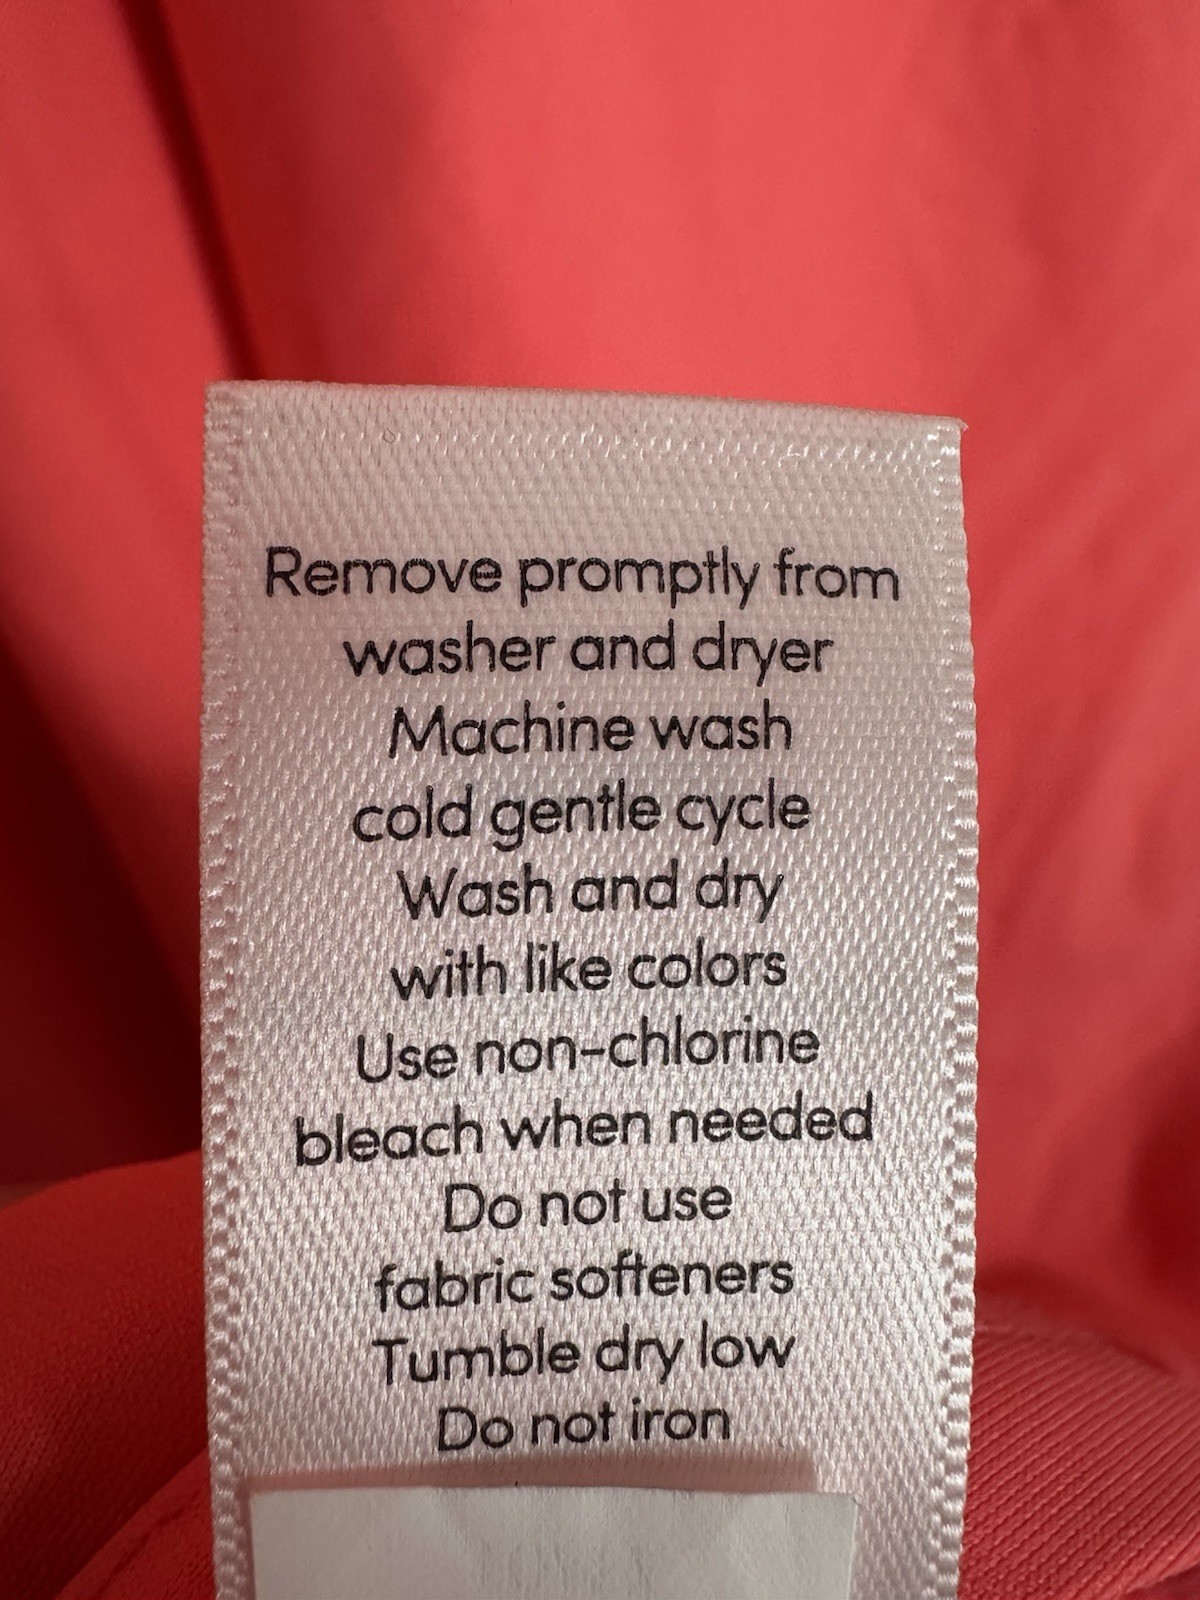 Remove promptly from
washer and dryer
Machine wash
cold gentle cycle
Wash and dry
with like colors
Use non-chlorine
bleach when needed
Do not use
fabric softeners
Tumble dry low
Do not iron